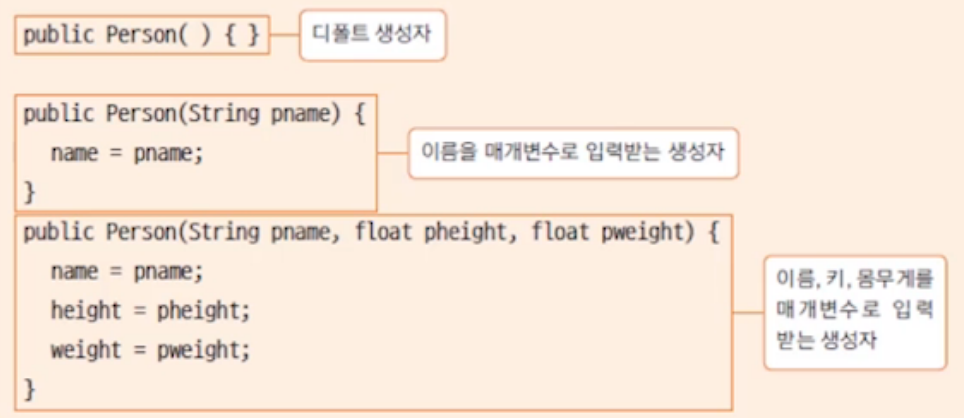 public Person( ) { }
디폴트 생성자
public Person(String pname) {
name = pname;
}
이름을 매개변수로 입력받는 생성자
public Person(String pname, float pheight, float pweight) {
name = pname;
height = pheight;
weight = pweight;
}
이름, 키, 몸무게를
매개변수로 입력
받는 생성자